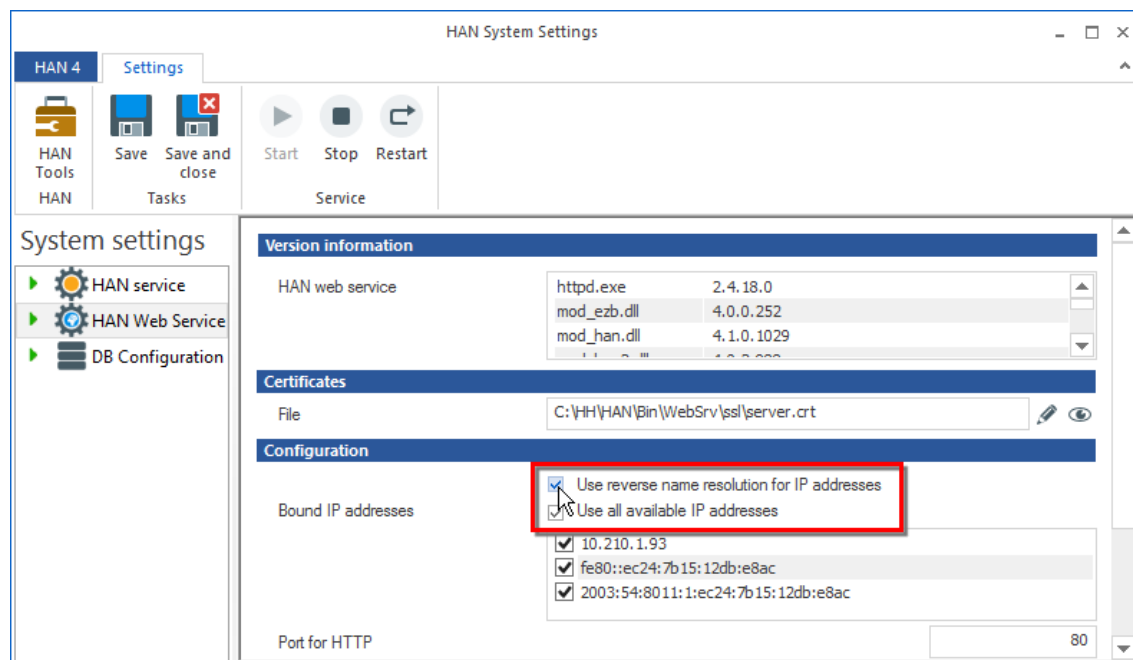 HAN System Settings
HAN 4 Settings
HAN Tools Save Save and close Start Stop Restart
HAN Tasks Service
System settings
HAN service
HAN Web Service
DB Configuration
Version information
HAN web service httpd.exe 2.4.18.0
mod_ezb.dll 4.0.0.252
mod_han.dll 4.1.0.1029
Certificates
File C:\HH\HAN\Bin\WebSrv\ssl\server.crt
Configuration
Use reverse name resolution for IP addresses
Bound IP addresses Use all available IP addresses
10.210.1.93
fe80::ec24:7b15:12db:e8ac
2003:54:8011:1:ec24:7b15:12db:e8ac
Port for HTTP 80